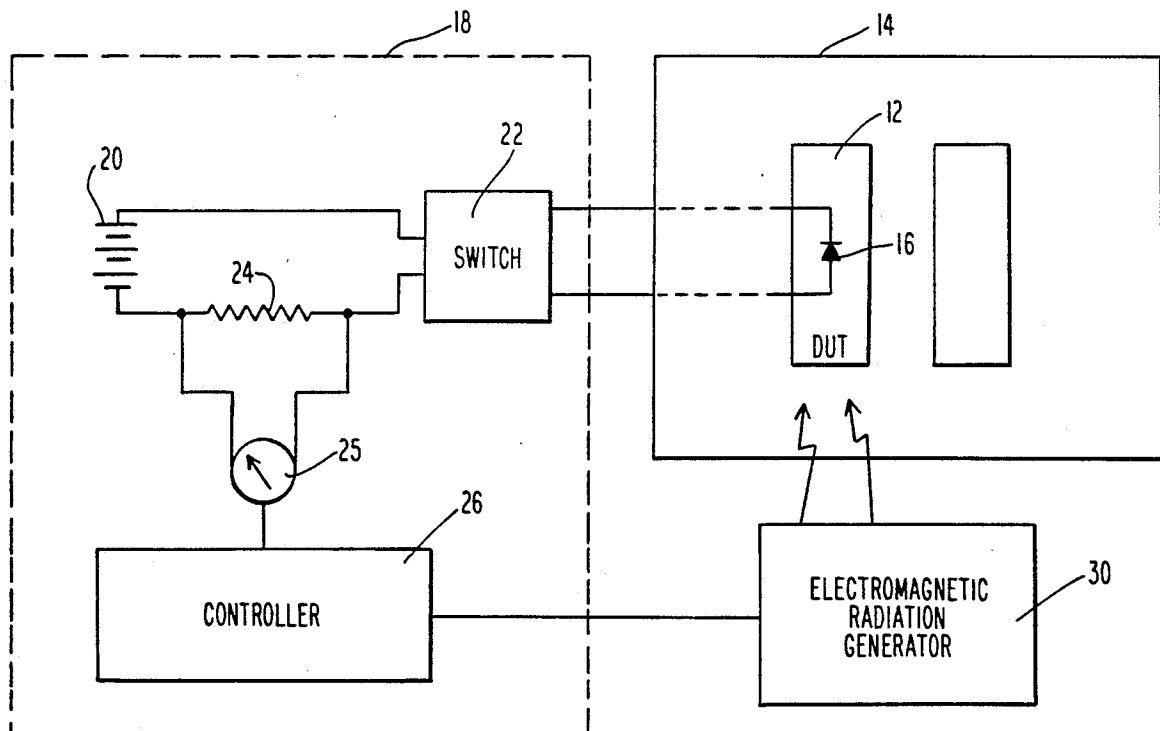 18
14
12
20
22
SWITCH
24
16
DUT
25
26
CONTROLLER
ELECTROMAGNETIC
RADIATION
GENERATOR
30